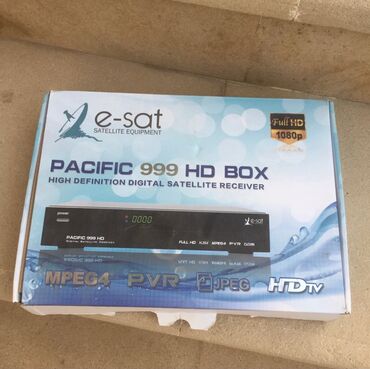 e-sat
SATELLITE EQUIPMENT
Full HD
1080p
PACIFIC 999 HD BOX
HIGH DEFINITION DIGITAL SATELLITE RECEIVER
0000
e-sat
PACIFIC 999 HD
FULL HD MPEG4 PVR
MPEG4 PVR JPEG HDTV